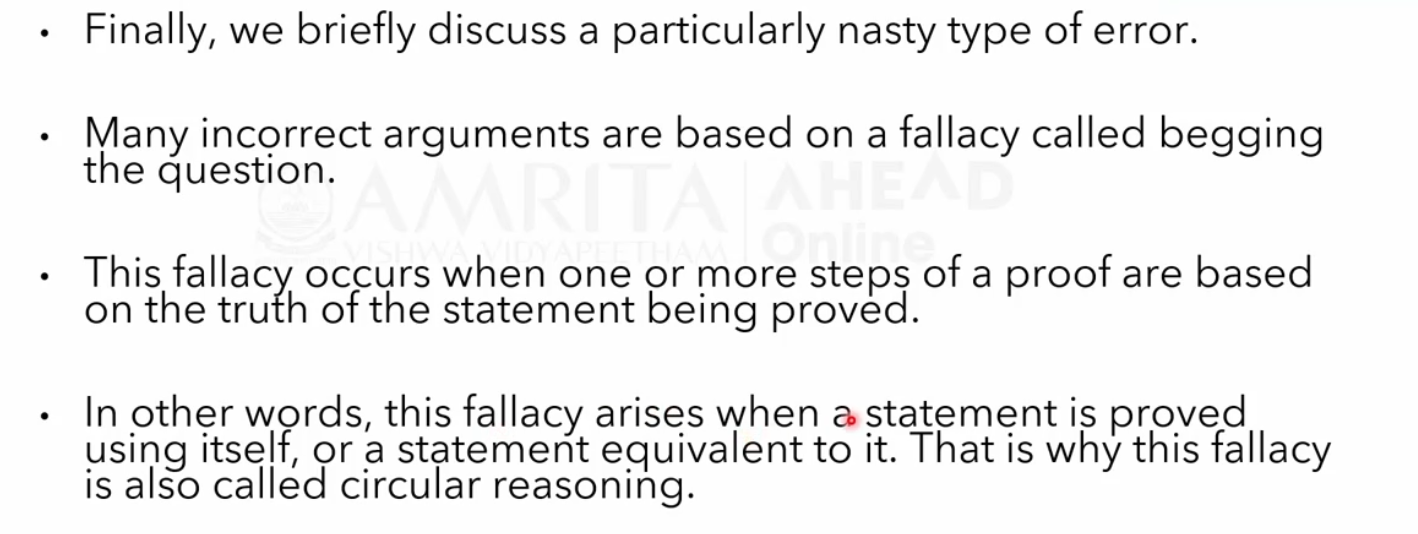 • Finally, we briefly discuss a particularly nasty type of error.
• Many incorrect arguments are based on a fallacy called begging
the question.
AMRITA AHEAD
VISHWA VIDYAPEETHAM Online
• This fallacy occurs when one or more steps of a proof are based
on the truth of the statement being proved.
• In other words, this fallacy arises when a statement is proved
using itself, or a statement equivalent to it. That is why this fallacy
is also called circular reasoning.